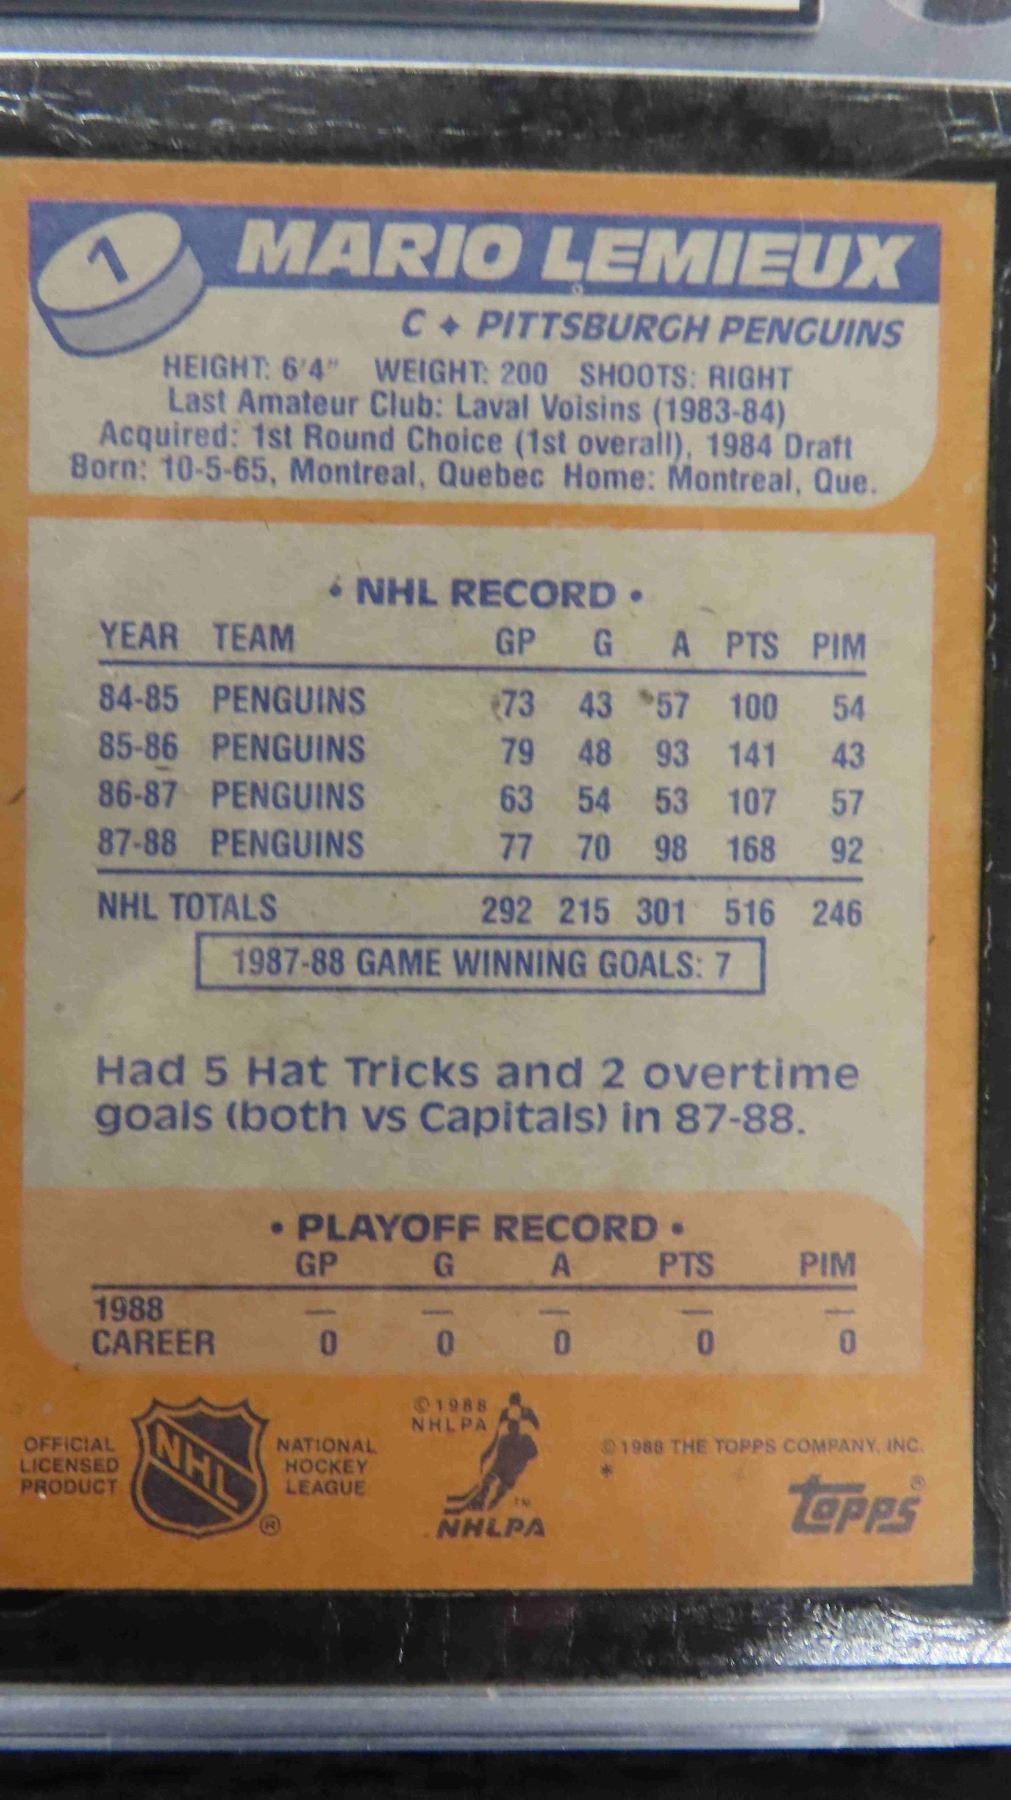 1
MARIO LEMIEUX
C ✦ PITTSBURGH PENGUINS
HEIGHT: 6'4" WEIGHT: 200 SHOOTS: RIGHT
Last Amateur Club: Laval Voisins (1983-84)
Acquired: 1st Round Choice (1st overall), 1984 Draft
Born: 10-5-65, Montreal, Quebec Home: Montreal, Que.
• NHL RECORD •
YEAR TEAM GP G A PTS PIM
84-85 PENGUINS 73 43 57 100 54
85-86 PENGUINS 79 48 93 141 43
86-87 PENGUINS 63 54 53 107 57
87-88 PENGUINS 77 70 98 168 92
NHL TOTALS 292 215 301 516 246
1987-88 GAME WINNING GOALS: 7
Had 5 Hat Tricks and 2 overtime
goals (both vs Capitals) in 87-88.
• PLAYOFF RECORD •
GP G A PTS PIM
1988 — — — — —
CAREER 0 0 0 0 0
OFFICIAL
LICENSED
PRODUCT
NHL
®
NATIONAL
HOCKEY
LEAGUE
©1988
NHLPA
TM
NHLPA
©1988 THE TOPPS COMPANY, INC.
*
topps®